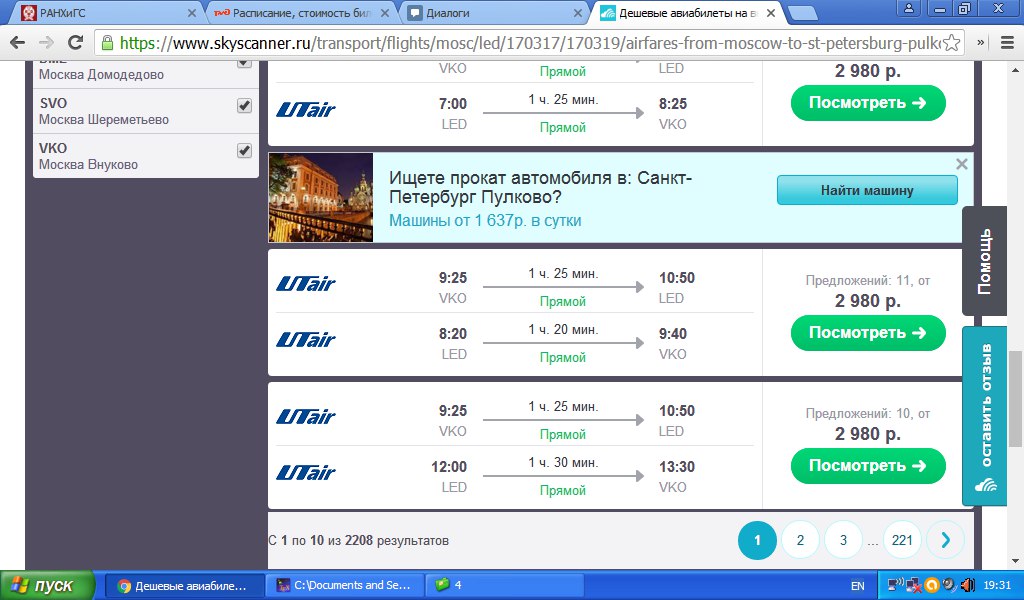 РАНХиГС
Расписание, стоимость бил
Диалоги
Дешевые авиабилеты на в
https://www.skyscanner.ru/transport/flights/mosc/led/170317/170319/airfares-from-moscow-to-st-petersburg-pulk
Москва Домодедово
SVO
Москва Шереметьево
VKO
Москва Внуково
VKO
Прямой
LED
2 980 р.
UTair
7:00
1 ч. 25 мин.
8:25
LED
Прямой
VKO
Посмотреть →
Ищете прокат автомобиля в: Санкт-
Петербург Пулково?
Машины от 1 637р. в сутки
Найти машину
Помощь
UTair
9:25
1 ч. 25 мин.
10:50
VKO
Прямой
LED
UTair
8:20
1 ч. 20 мин.
9:40
LED
Прямой
VKO
Предложений: 11, от
2 980 р.
Посмотреть →
оставить отзыв
UTair
9:25
1 ч. 25 мин.
10:50
VKO
Прямой
LED
UTair
12:00
1 ч. 30 мин.
13:30
LED
Прямой
VKO
Предложений: 10, от
2 980 р.
Посмотреть →
С 1 по 10 из 2208 результатов
1 2 3 ... 221
пуск
Дешевые авиабиле...
C:\Documents and Se...
4
EN
19:31